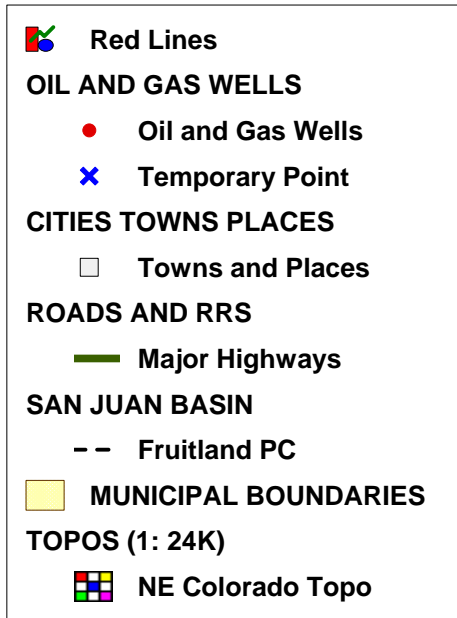 Red Lines
OIL AND GAS WELLS
Oil and Gas Wells
Temporary Point
CITIES TOWNS PLACES
Towns and Places
ROADS AND RRS
Major Highways
SAN JUAN BASIN
Fruitland PC
MUNICIPAL BOUNDARIES
TOPOS (1: 24K)
NE Colorado Topo